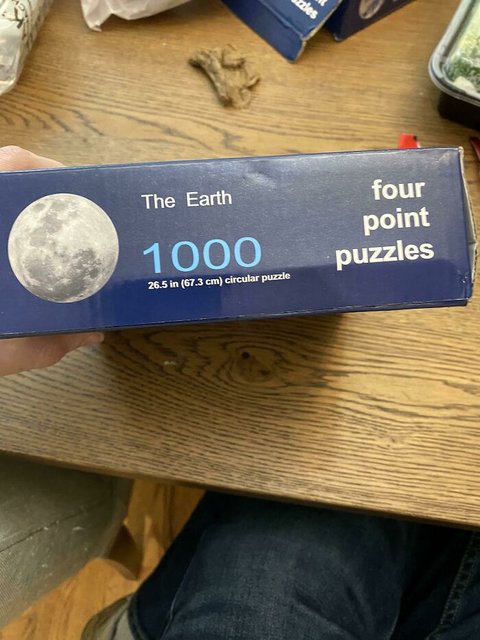 The Earth
1000
26.5 in (67.3 cm) circular puzzle
four
point
puzzles